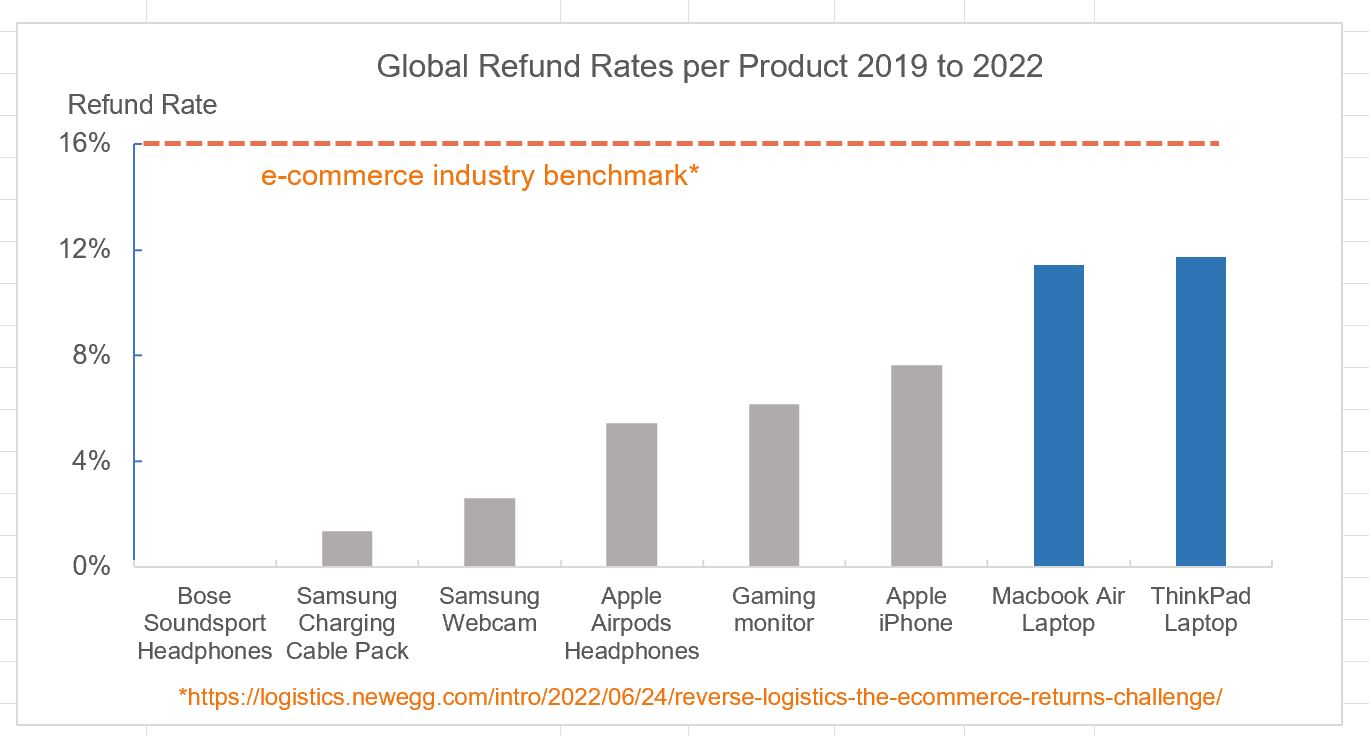 Global Refund Rates per Product 2019 to 2022
Refund Rate
16%
e-commerce industry benchmark*
12%
8%
4%
0%
Bose Soundsport Headphones
Samsung Charging Cable Pack
Samsung Webcam
Apple Airpods Headphones
Gaming monitor
Apple iPhone
Macbook Air Laptop
ThinkPad Laptop
*https://logistics.newegg.com/intro/2022/06/24/reverse-logistics-the-ecommerce-returns-challenge/